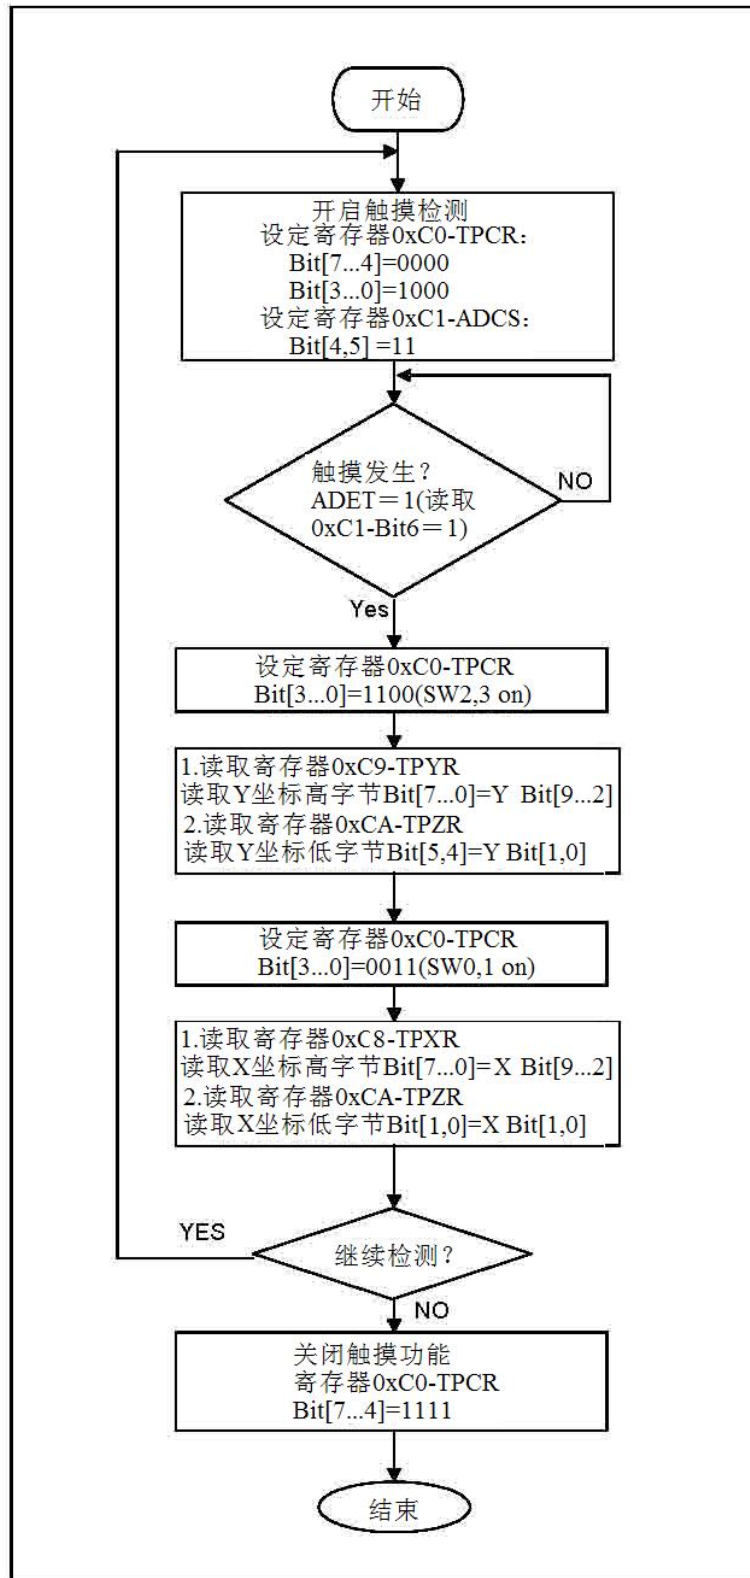 开始
开启触摸检测
设定寄存器0xC0-TPCR：
Bit[7...4]=0000
Bit[3...0]=1000
设定寄存器0xC1-ADCS：
Bit[4,5] =11
触摸发生？
ADET＝1(读取
0xC1-Bit6＝1)
NO
Yes
设定寄存器0xC0-TPCR
Bit[3...0]=1100(SW2,3 on)
1.读取寄存器0xC9-TPYR
读取Y坐标高字节Bit[7...0]=Y Bit[9...2]
2.读取寄存器0xCA-TPZR
读取Y坐标低字节Bit[5,4]=Y Bit[1,0]
设定寄存器0xC0-TPCR
Bit[3...0]=0011(SW0,1 on)
1.读取寄存器0xC8-TPXR
读取X坐标高字节Bit[7...0]=X Bit[9...2]
2.读取寄存器0xCA-TPZR
读取X坐标低字节Bit[1,0]=X Bit[1,0]
YES
继续检测？
NO
关闭触摸功能
寄存器0xC0-TPCR
Bit[7...4]=1111
结束